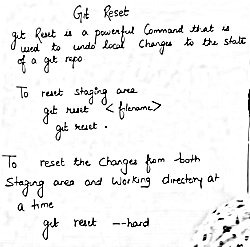 Git Reset
git Reset is a powerful Command that is
used to undo local Changes to the state
of a git repo.
To reset staging area
git reset <filename>
git reset .
To reset the Changes from both
Staging area and Working directory at
a time
git reset --hard